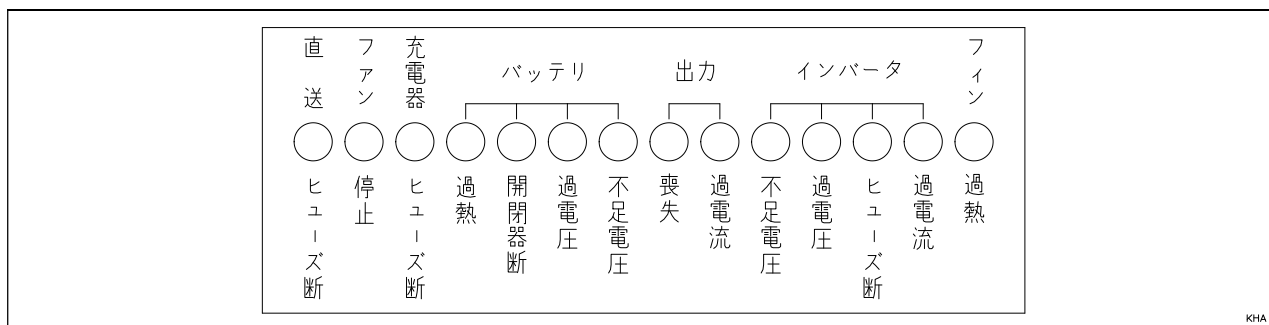 直送
ファン
充電器
バッテリ
出力
インバータ
フィン
ヒューズ断
停止
ヒューズ断
過熱
開閉器断
過電圧
不足電圧
喪失
過電流
不足電圧
過電圧
ヒューズ断
過電流
過熱
KHA